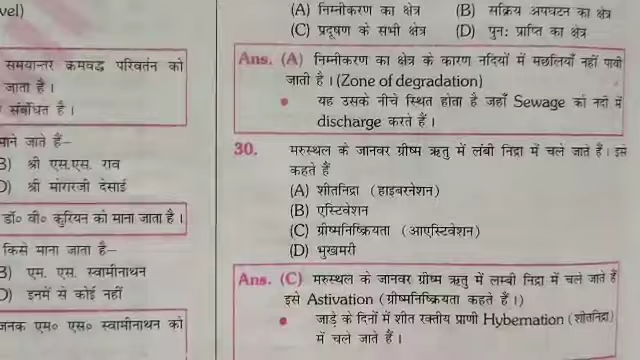 vel)
समयान्तर क्रमवद्ध परिवर्तन को
जाता है।
संबंधित है।
माने जाते हैं–
B) श्री एस.एस. राव
D) श्री मोरारजी देसाई
डॉ० वी० कुरियन को माना जाता है।
किसे माना जाता है–
B) एम. एस. स्वामीनाथन
D) इनमें से कोई नहीं
जनक एम० एस० स्वामीनाथन को
(A) निम्नीकरण का क्षेत्र (B) सक्रिय अपघटन का क्षेत्र
(C) प्रदूषण के सभी क्षेत्र (D) पुनः प्राप्ति का क्षेत्र
Ans. (A) निम्नीकरण का क्षेत्र के कारण नदियों में मछलियाँ नहीं पायी
जाती है। (Zone of degradation)
• यह उसके नीचे स्थित होता है जहाँ Sewage को नदी में
discharge करते हैं।
30. मरुस्थल के जानवर ग्रीष्म ऋतु में लंबी निद्रा में चले जाते हैं। इसे
कहते हैं
(A) शीतनिद्रा (हाइबरनेशन)
(B) एस्टिवेशन
(C) ग्रीष्मनिष्क्रियता (आएस्टिवेशन)
(D) भुखमरी
Ans. (C) मरुस्थल के जानवर ग्रीष्म ऋतु में लम्बी निद्रा में चले जाते हैं
इसे Astivation (ग्रीष्मनिष्क्रियता कहते हैं।)
• जाड़े के दिनों में शीत रक्तीय प्राणी Hybernation (शीतनिद्रा)
में चले जाते हैं।